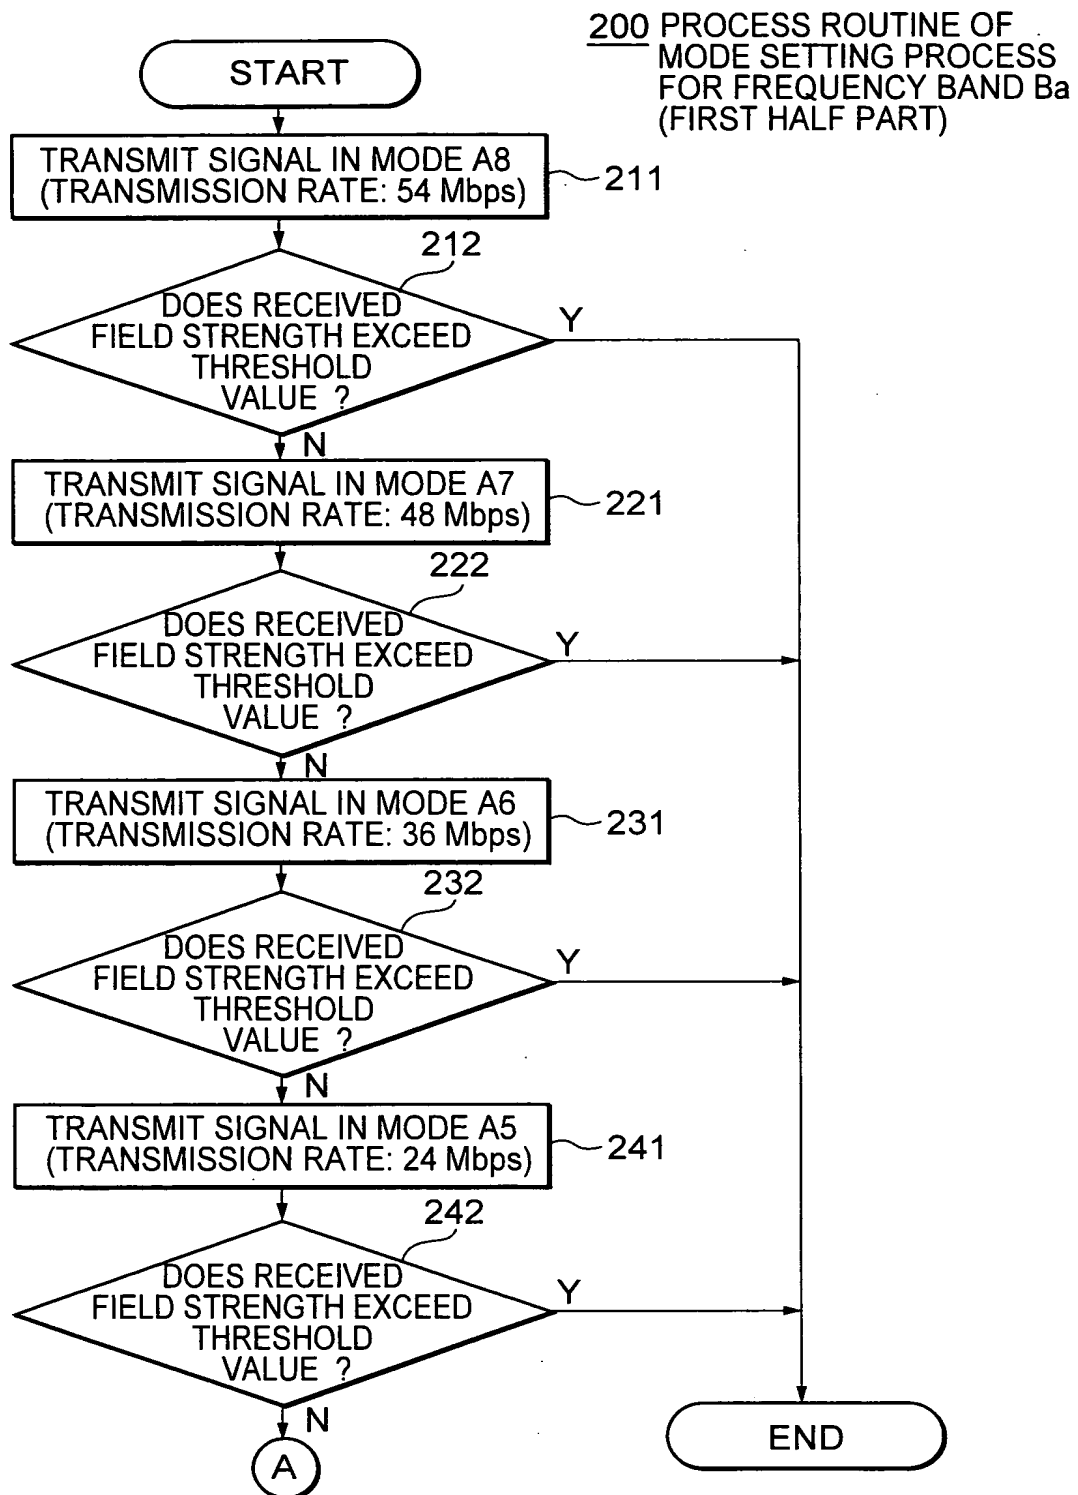 200 PROCESS ROUTINE OF
MODE SETTING PROCESS
FOR FREQUENCY BAND Ba
(FIRST HALF PART)
START
TRANSMIT SIGNAL IN MODE A8
(TRANSMISSION RATE: 54 Mbps)
211
212
DOES RECEIVED
FIELD STRENGTH EXCEED
THRESHOLD
VALUE ?
Y
N
TRANSMIT SIGNAL IN MODE A7
(TRANSMISSION RATE: 48 Mbps)
221
222
DOES RECEIVED
FIELD STRENGTH EXCEED
THRESHOLD
VALUE ?
Y
N
TRANSMIT SIGNAL IN MODE A6
(TRANSMISSION RATE: 36 Mbps)
231
232
DOES RECEIVED
FIELD STRENGTH EXCEED
THRESHOLD
VALUE ?
Y
N
TRANSMIT SIGNAL IN MODE A5
(TRANSMISSION RATE: 24 Mbps)
241
242
DOES RECEIVED
FIELD STRENGTH EXCEED
THRESHOLD
VALUE ?
Y
N
A
END